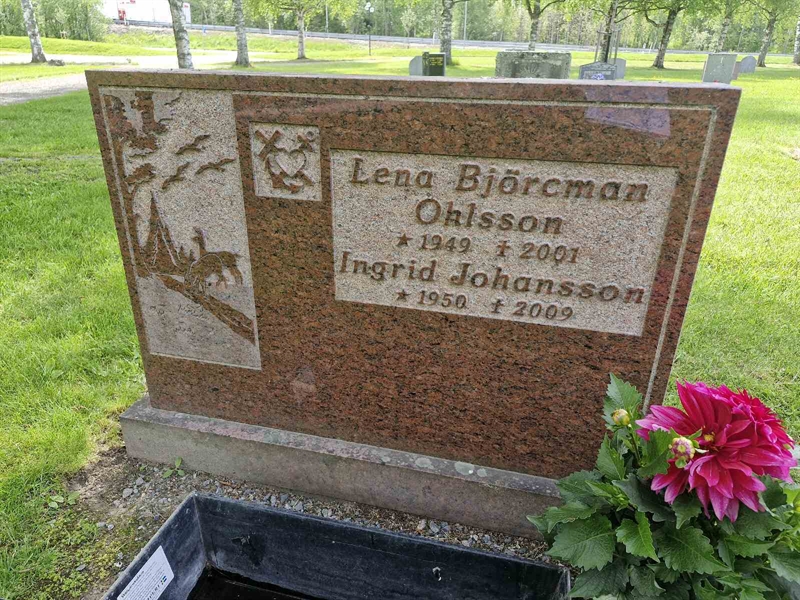 Lena Björcman
Ohlsson
★ 1949 ✝ 2001
Ingrid Johansson
★ 1950 ✝ 2009